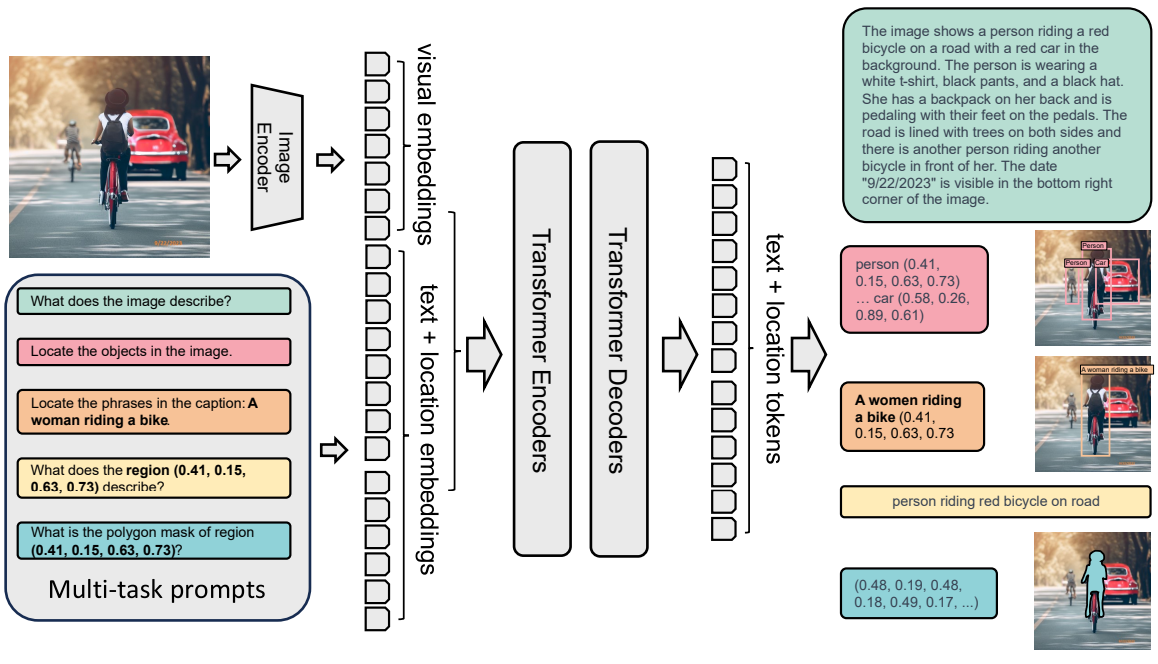 Image
Encoder
visual embeddings
text + location embeddings
What does the image describe?
Locate the objects in the image.
Locate the phrases in the caption: A
woman riding a bike.
What does the region (0.41, 0.15,
0.63, 0.73) describe?
What is the polygon mask of region
(0.41, 0.15, 0.63, 0.73)?
Multi-task prompts
Transformer Encoders
Transformer Decoders
text + location tokens
The image shows a person riding a red
bicycle on a road with a red car in the
background. The person is wearing a
white t-shirt, black pants, and a black hat.
She has a backpack on her back and is
pedaling with their feet on the pedals. The
road is lined with trees on both sides and
there is another person riding another
bicycle in front of her. The date
"9/22/2023" is visible in the bottom right
corner of the image.
person (0.41,
0.15, 0.63, 0.73)
… car (0.58, 0.26,
0.89, 0.61)
Person
Person
Car
A women riding
a bike (0.41,
0.15, 0.63, 0.73
A woman riding a bike
person riding red bicycle on road
(0.48, 0.19, 0.48,
0.18, 0.49, 0.17, ...)